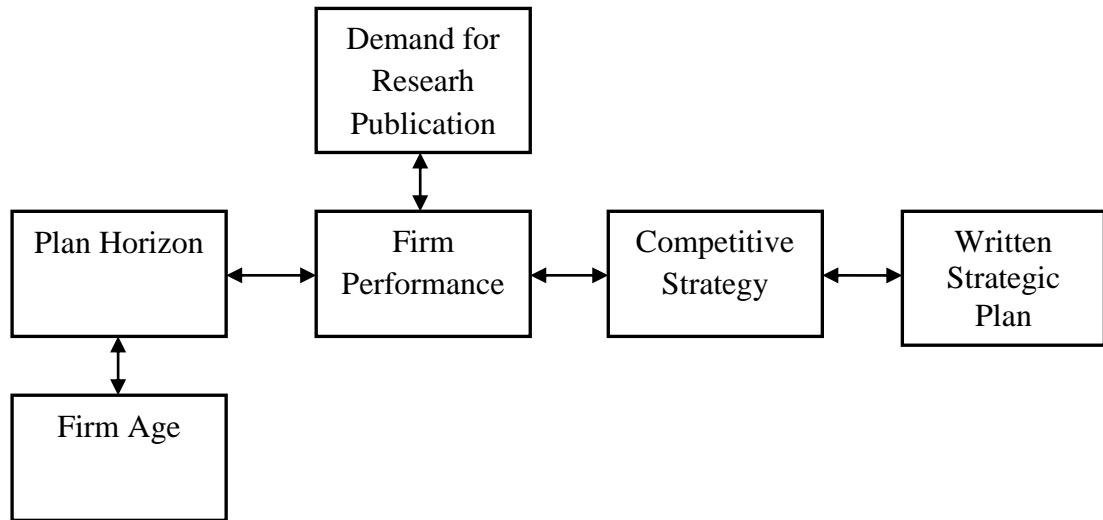 Demand for
Researh
Publication
Plan Horizon
Firm
Performance
Competitive
Strategy
Written
Strategic
Plan
Firm Age